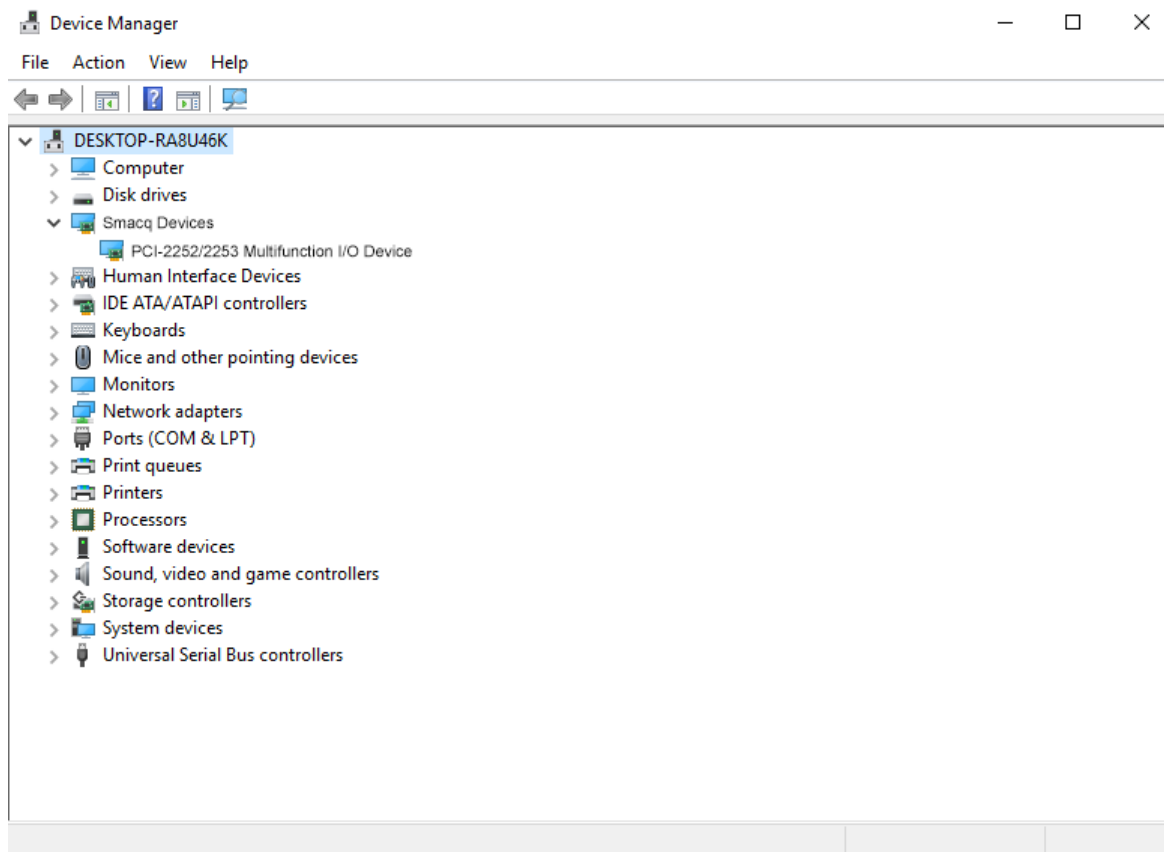 Device Manager
File Action View Help
DESKTOP-RA8U46K
Computer
Disk drives
Smacq Devices
PCI-2252/2253 Multifunction I/O Device
Human Interface Devices
IDE ATA/ATAPI controllers
Keyboards
Mice and other pointing devices
Monitors
Network adapters
Ports (COM & LPT)
Print queues
Printers
Processors
Software devices
Sound, video and game controllers
Storage controllers
System devices
Universal Serial Bus controllers